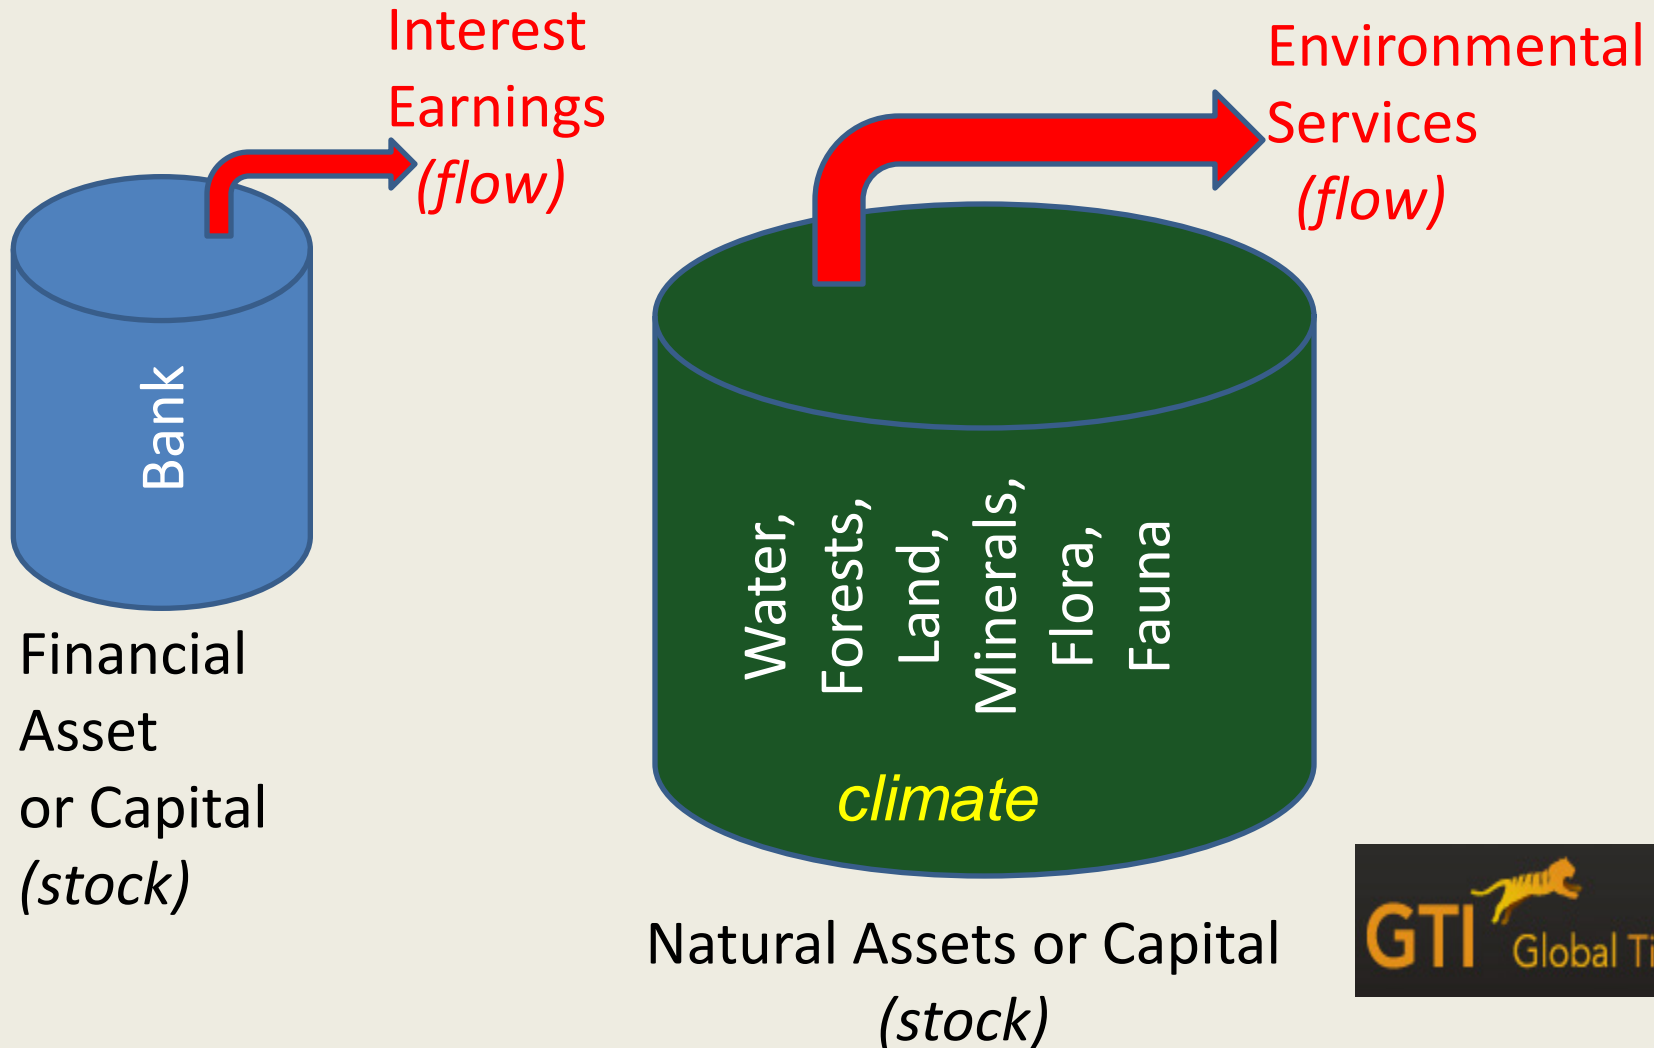 Interest
Earnings
(flow)
Environmental
Services
(flow)
Bank
Financial
Asset
or Capital
(stock)
Water,
Forests,
Land,
Minerals,
Flora,
Fauna
climate
Natural Assets or Capital
(stock)
GTI
Global